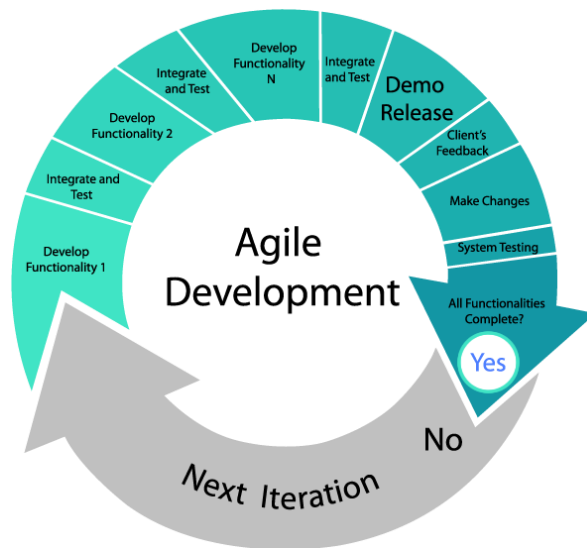 Develop
Functionality 1
Integrate and
Test
Develop
Functionality 2
Integrate
and Test
Develop
Functionality
N
Integrate
and Test
Demo
Release
Client's
Feedback
Make Changes
System Testing
All Functionalities
Complete?
Yes
No
Next Iteration
Agile
Development